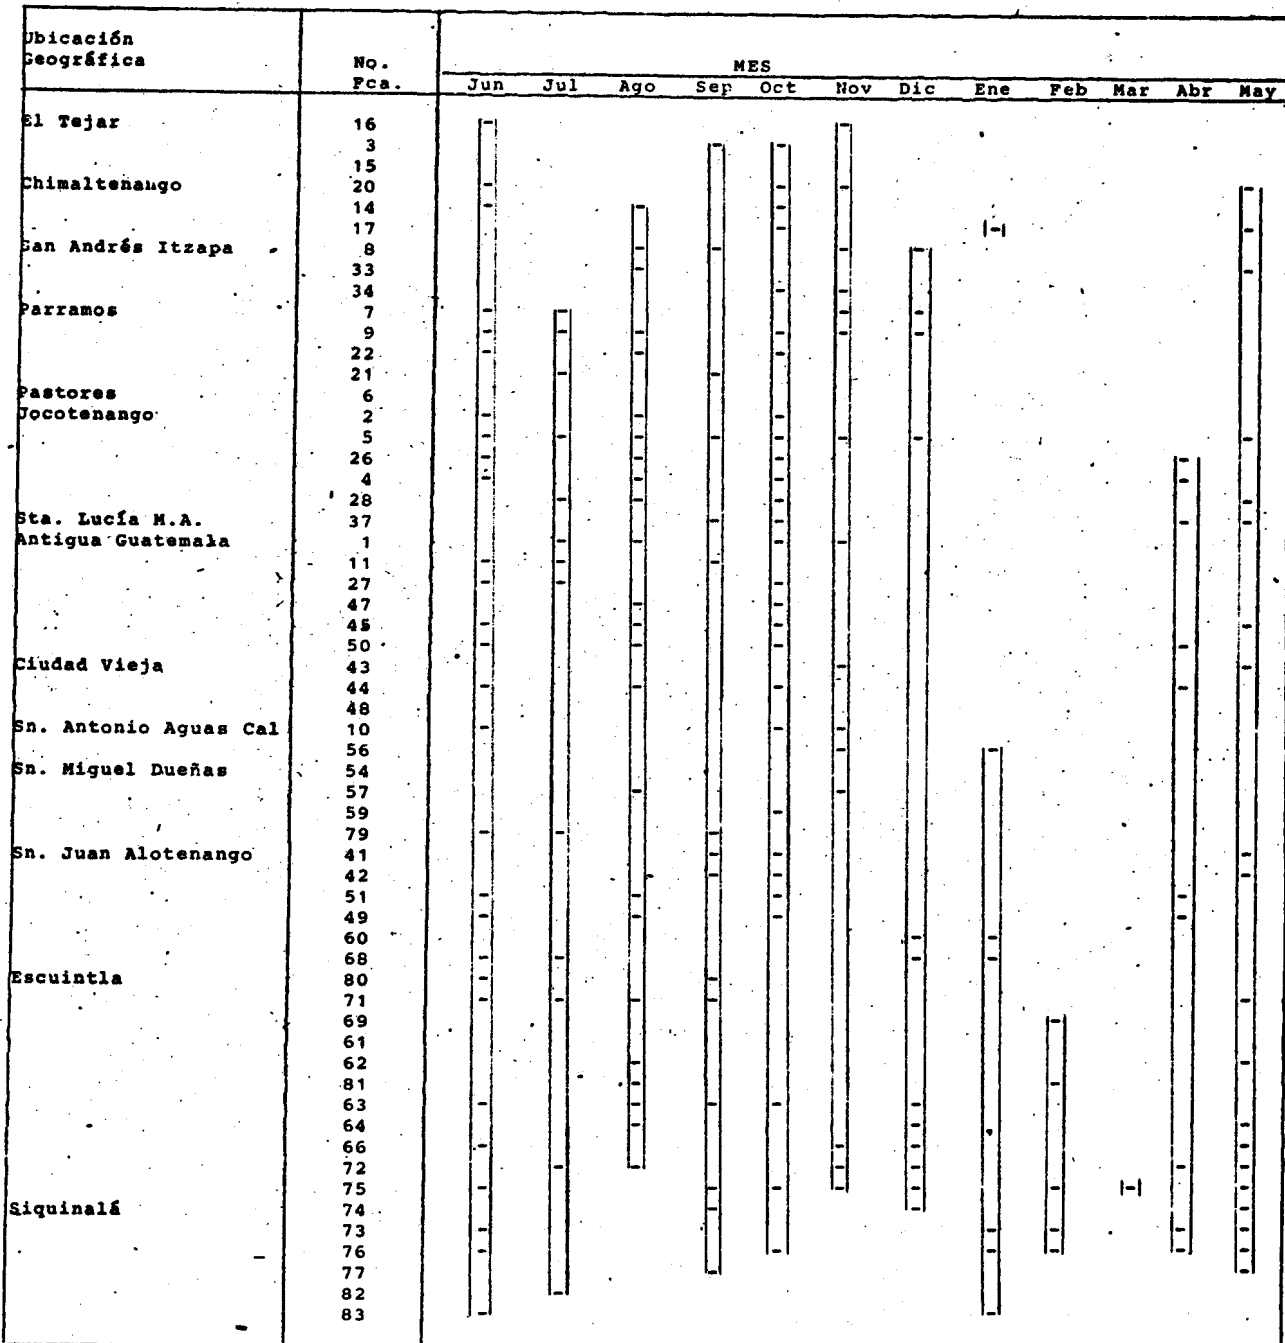 Ubicación
Geográfica No. MES
Fca. Jun Jul Ago Sep Oct Nov Dic Ene Feb Mar Abr May
El Tejar 16
3
15
Chimaltenango 20
14
17
San Andrés Itzapa 8
33
34
Parramos 7
9
22
21
Pastores 6
Jocotenango 2
5
26
4
28
Sta. Lucía M.A. 37
Antigua Guatemala 1
11
27
47
45
50
Ciudad Vieja 43
44
48
Sn. Antonio Aguas Cal 10
56
Sn. Miguel Dueñas 54
57
59
79
Sn. Juan Alotenango 41
42
51
49
60
68
Escuintla 80
71
69
61
62
81
63
64
66
72
75
Siquinalá 74
73
76
77
82
83